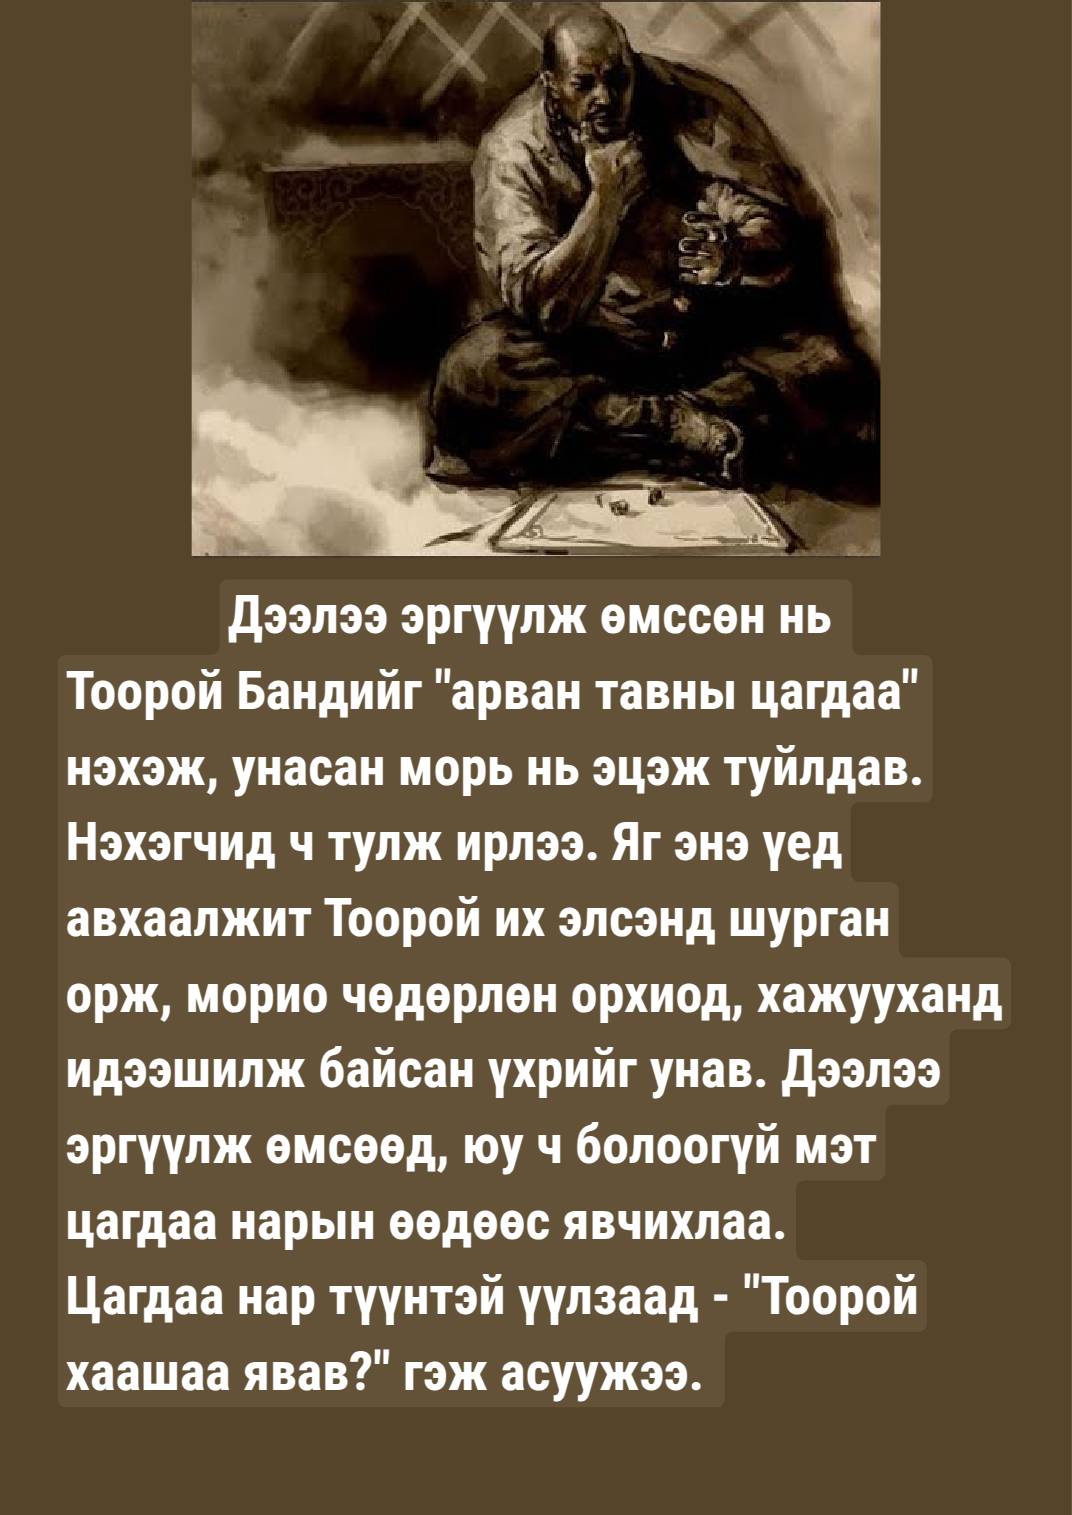 Дээлээ эргүүлж өмссөн нь
Тоорой Бандийг "арван тавны цагдаа"
нэхэж, унасан морь нь эцэж туйлдав.
Нэхэгчид ч тулж ирлээ. Яг энэ үед
авхаалжит Тоорой их элсэнд шурган
орж, морио чөдөрлөн орхиод, хажууханд
идээшилж байсан үхрийг унав. Дээлээ
эргүүлж өмсөөд, юу ч болоогүй мэт
цагдаа нарын өөдөөс явчихлаа.
Цагдаа нар түүнтэй үүлзаад - "Тоорой
хаашаа явав?" гэж асуужээ.